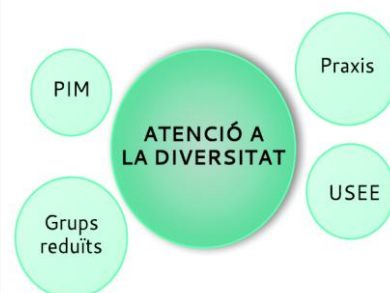 PIM
Praxis
ATENCIÓ A
LA DIVERSITAT
USEE
Grups
reduïts